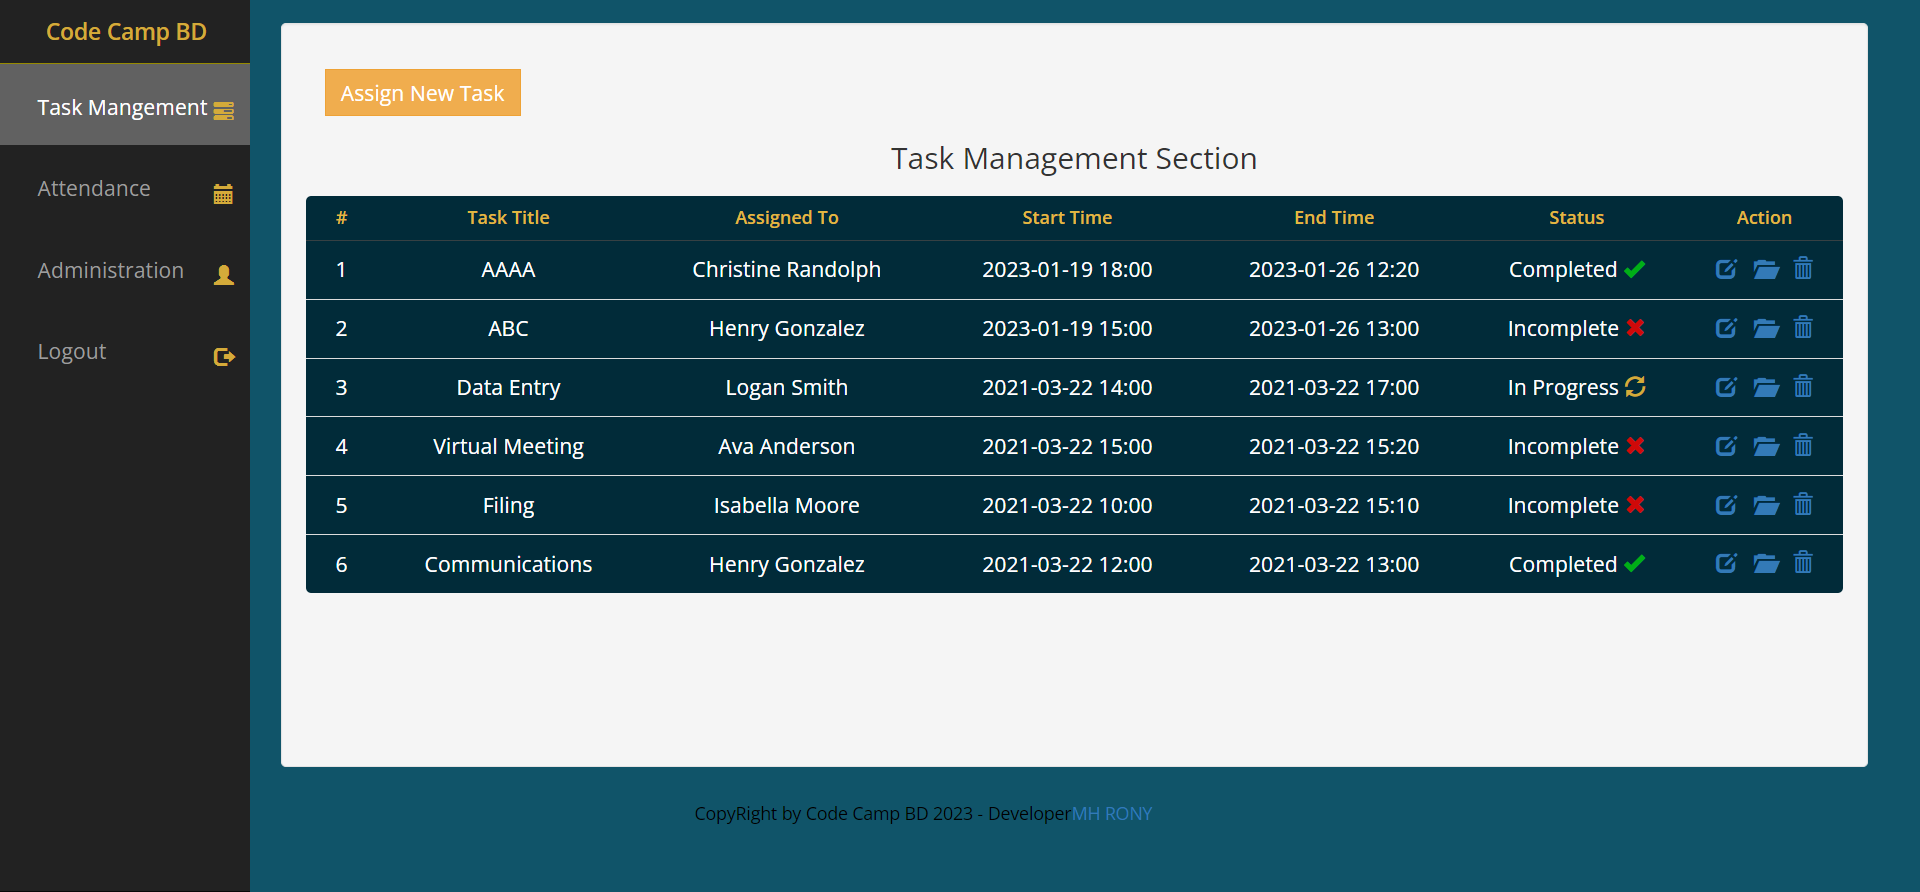 Code Camp BD
Task Mangement
Attendance
Administration
Logout
Assign New Task
Task Management Section
# Task Title Assigned To Start Time End Time Status Action
1 AAAA Christine Randolph 2023-01-19 18:00 2023-01-26 12:20 Completed
2 ABC Henry Gonzalez 2023-01-19 15:00 2023-01-26 13:00 Incomplete
3 Data Entry Logan Smith 2021-03-22 14:00 2021-03-22 17:00 In Progress
4 Virtual Meeting Ava Anderson 2021-03-22 15:00 2021-03-22 15:20 Incomplete
5 Filing Isabella Moore 2021-03-22 10:00 2021-03-22 15:10 Incomplete
6 Communications Henry Gonzalez 2021-03-22 12:00 2021-03-22 13:00 Completed
CopyRight by Code Camp BD 2023 - DeveloperMH RONY